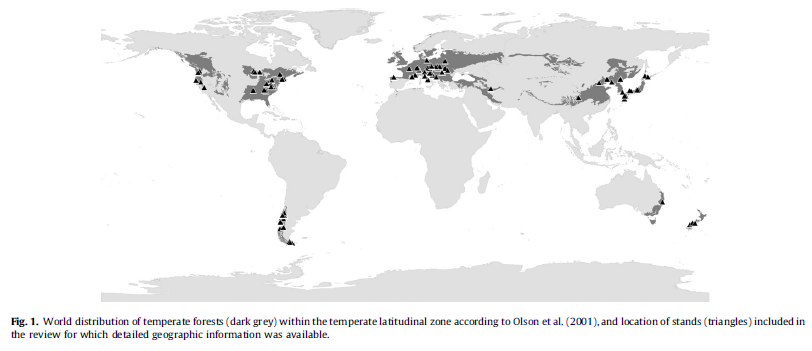 Fig. 1. World distribution of temperate forests (dark grey) within the temperate latitudinal zone according to Olson et al. (2001), and location of stands (triangles) included in
the review for which detailed geographic information was available.